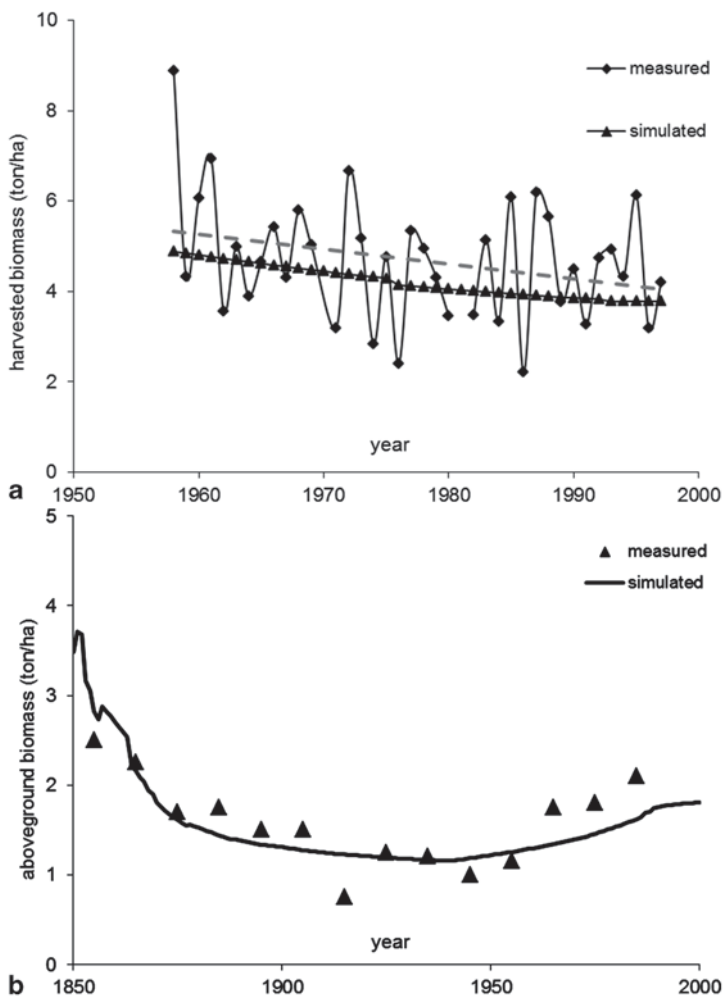 10
8
6
4
2
0
harvested biomass (ton/ha)
measured
simulated
year
1950 1960 1970 1980 1990 2000
a
5
4
3
2
1
0
aboveground biomass (ton/ha)
measured
simulated
year
1850 1900 1950 2000
b